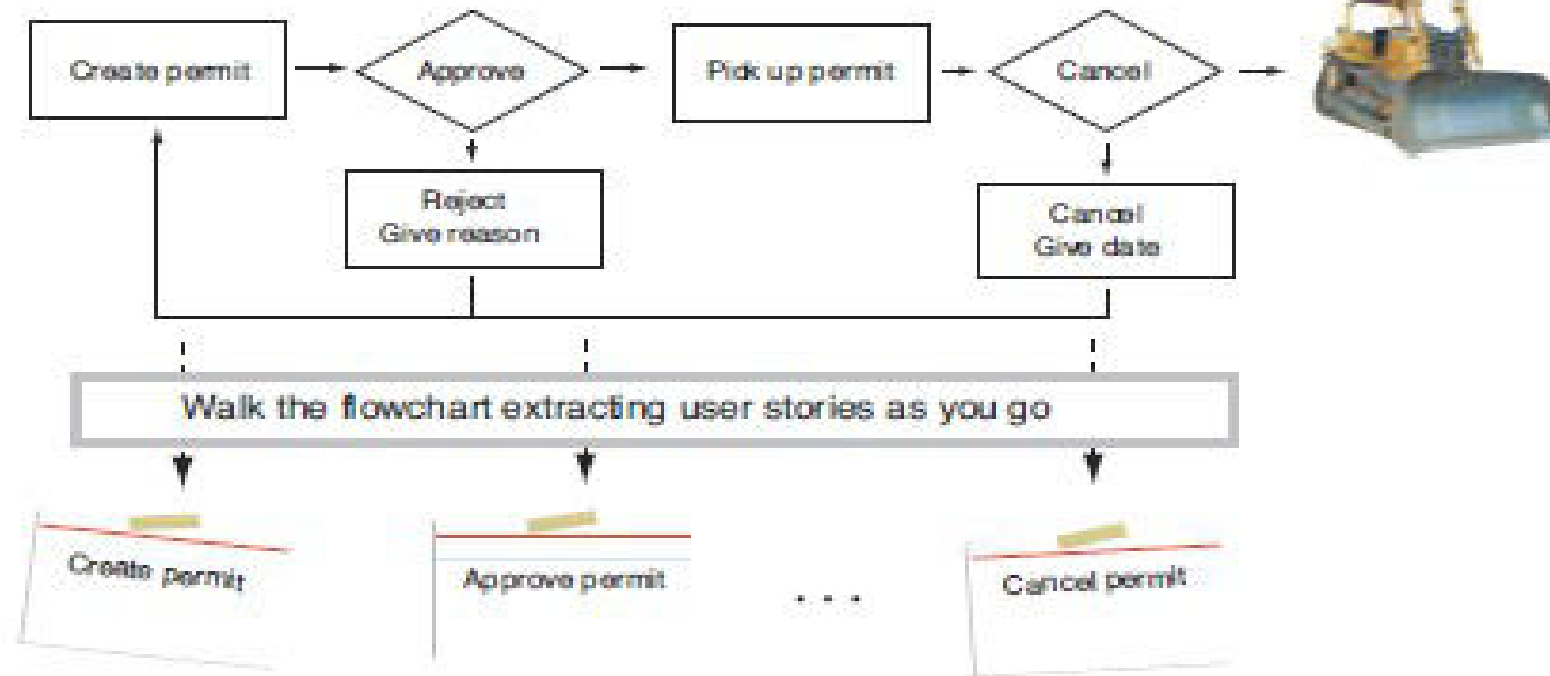 Create permit
Approve
Pick up permit
Cancel
Reject
Give reason
Cancel
Give date
Walk the flowchart extracting user stories as you go
Create permit
Approve permit
. . .
Cancel permit